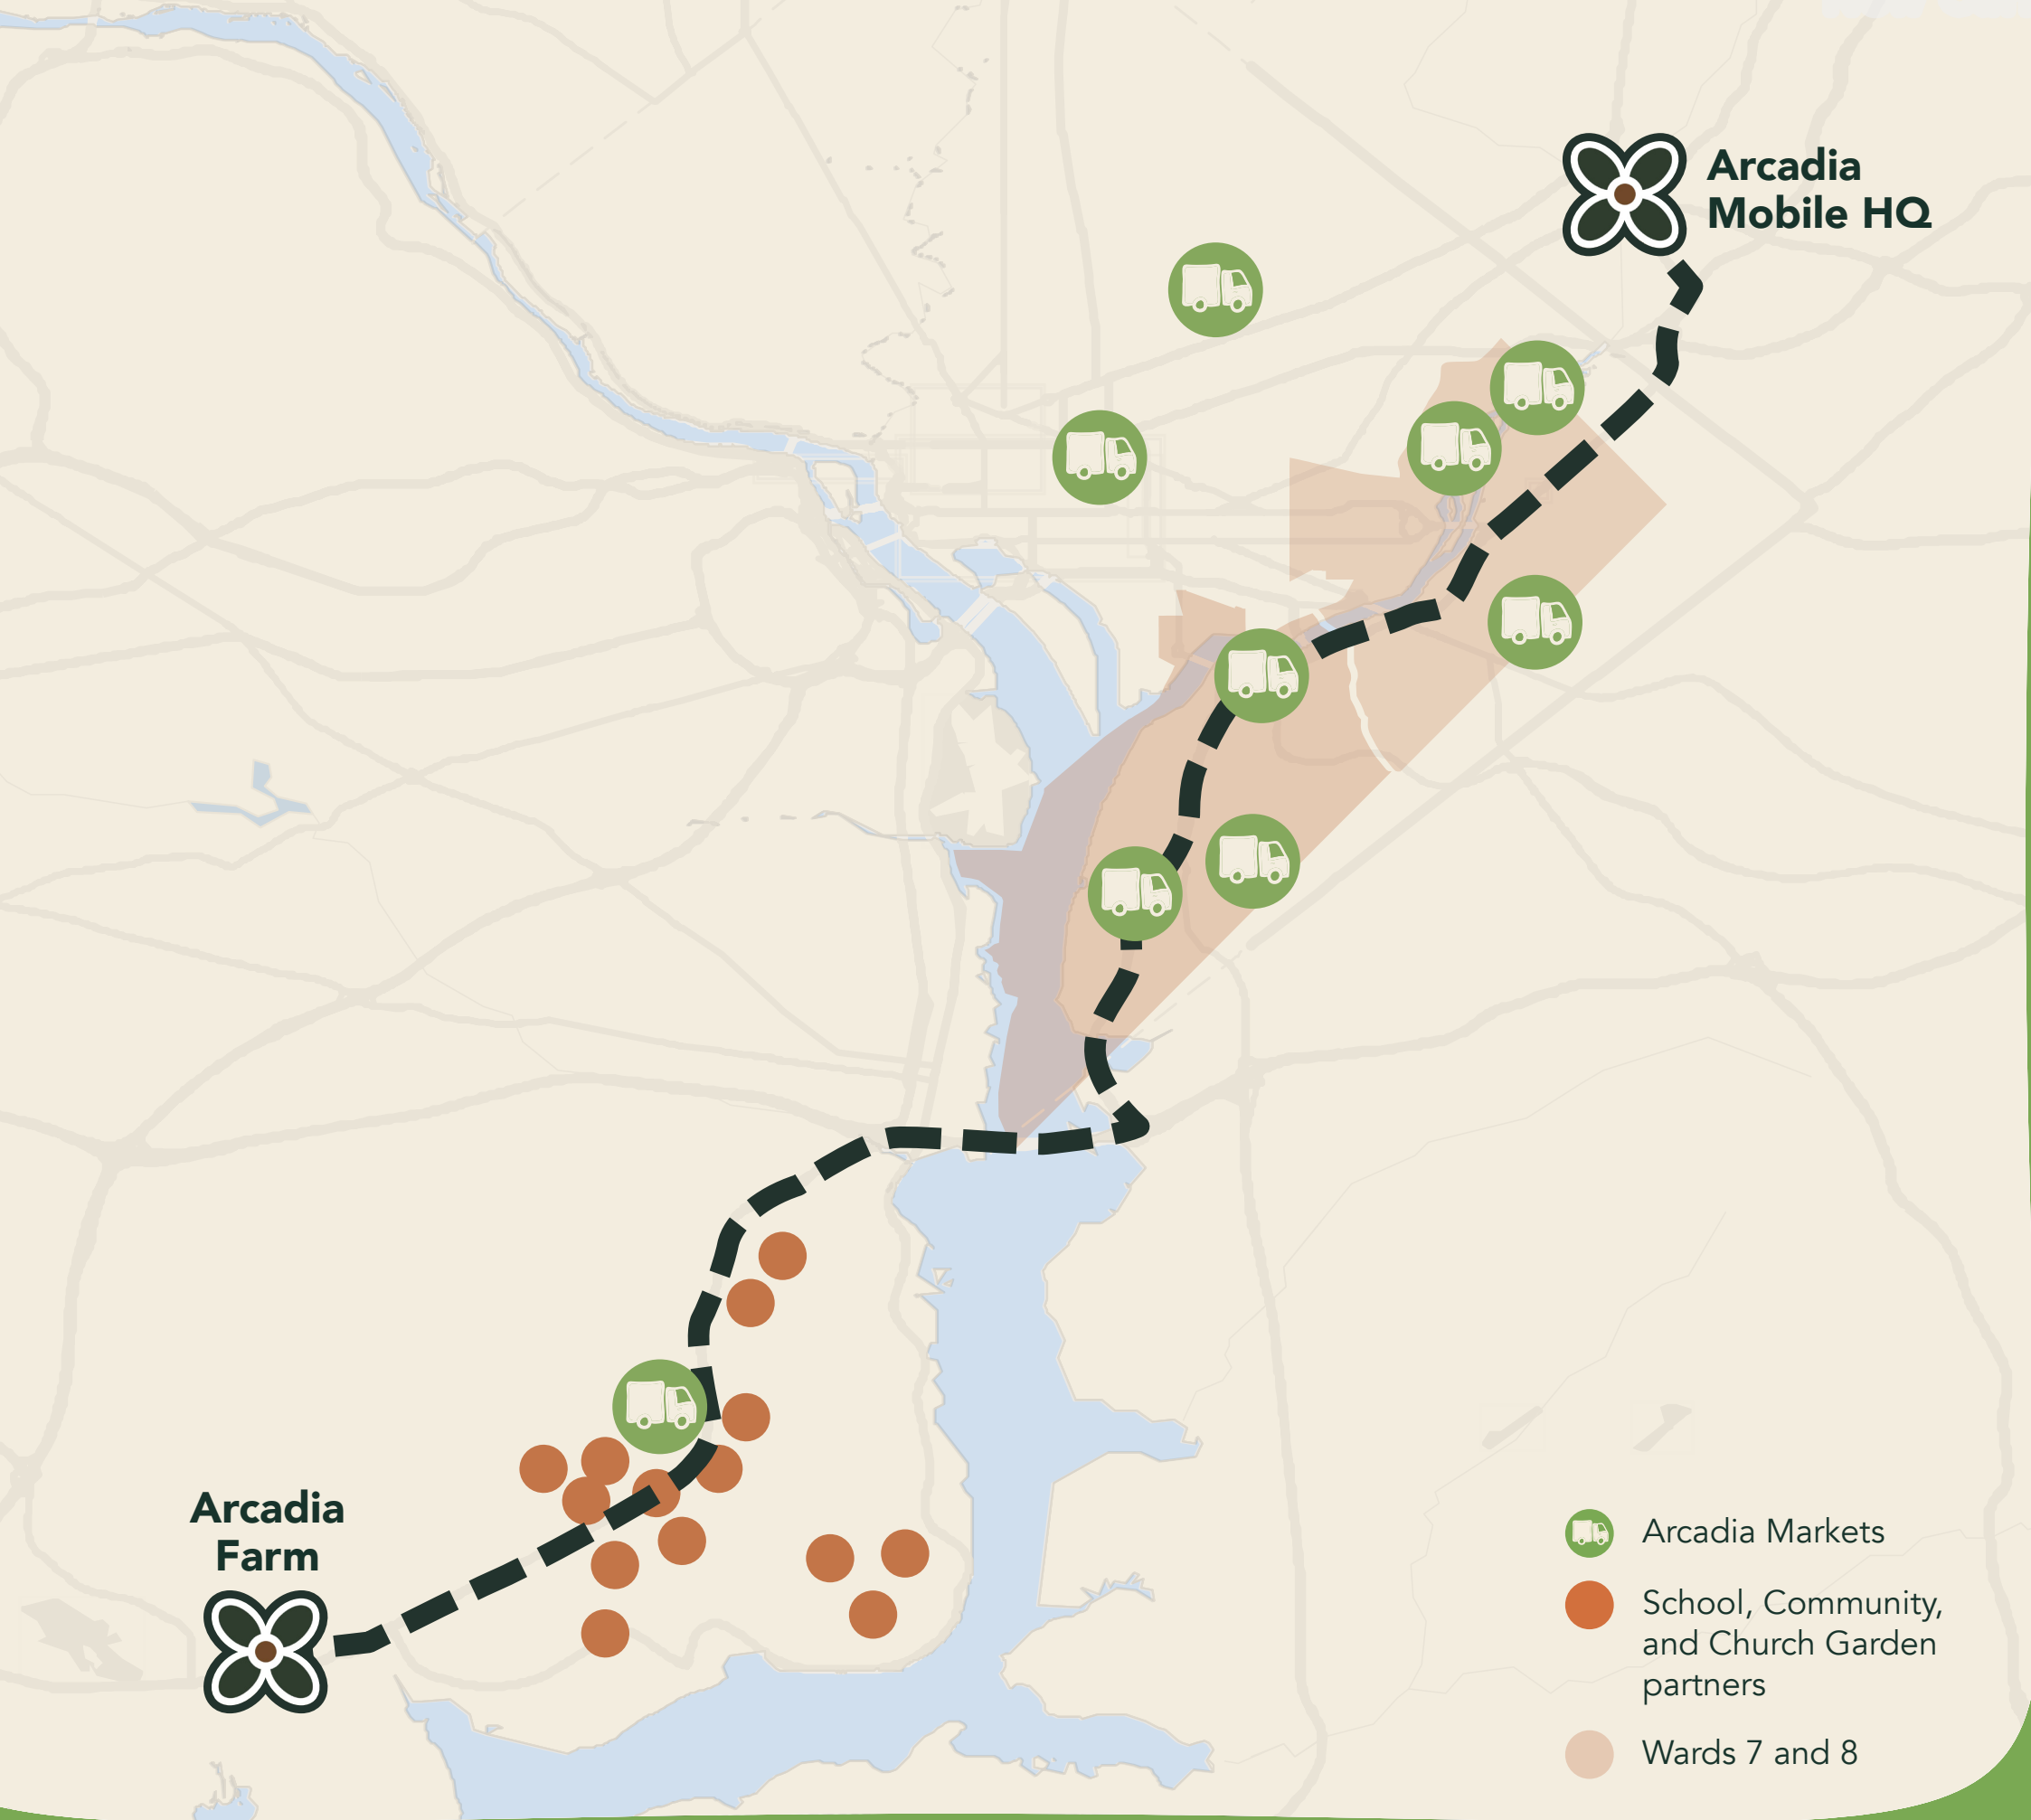 Arcadia
Mobile HQ
Arcadia
Farm
Arcadia Markets
School, Community,
and Church Garden
partners
Wards 7 and 8